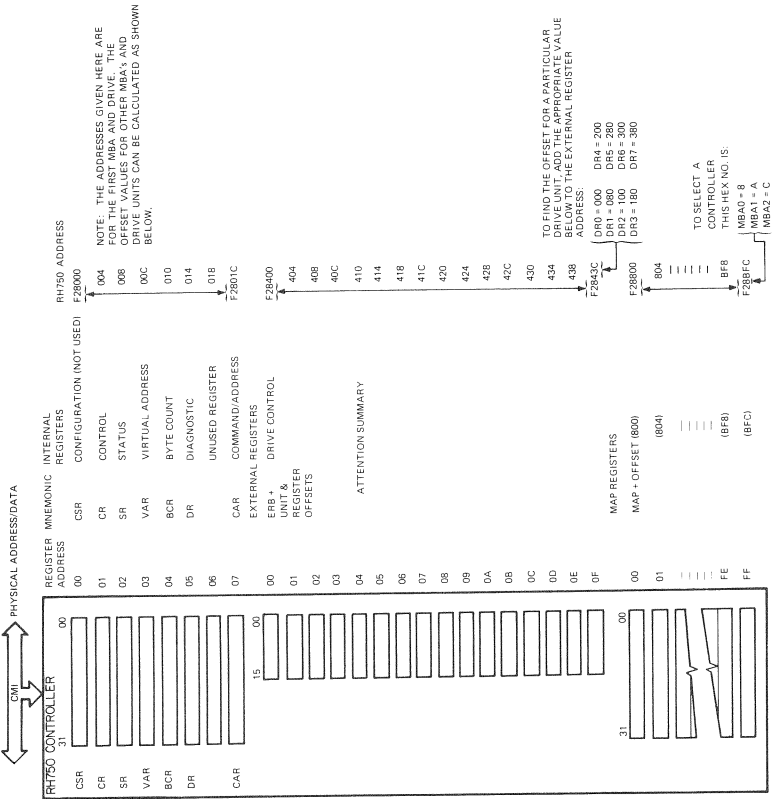 PHYSICAL ADDRESS/DATA
CMI
RH750 CONTROLLER
REGISTER ADDRESS MNEMONIC INTERNAL REGISTERS RH750 ADDRESS
31 00
CSR 00 CSR CONFIGURATION (NOT USED) F28000
CR 01 CR CONTROL 004
SR 02 SR STATUS 008
VAR 03 VAR VIRTUAL ADDRESS 00C
BCR 04 BCR BYTE COUNT 010
DR 05 DR DIAGNOSTIC 014
06 UNUSED REGISTER 018
CAR 07 CAR COMMAND/ADDRESS F2801C
NOTE: THE ADDRESSES GIVEN HERE ARE
FOR THE FIRST MBA AND DRIVE. THE
OFFSET VALUES FOR OTHER MBA's AND
DRIVE UNITS CAN BE CALCULATED AS SHOWN
BELOW.
EXTERNAL REGISTERS
15 00
00 ERB + DRIVE CONTROL F28400
UNIT &
01 REGISTER 404
OFFSETS
02 408
03 40C
04 ATTENTION SUMMARY 410
05 414
06 418
07 41C
08 420
09 424
0A 428
0B 42C
0C 430
0D 434
0E 438
0F F2843C
TO FIND THE OFFSET FOR A PARTICULAR
DRIVE UNIT, ADD THE APPROPRIATE VALUE
BELOW TO THE EXTERNAL REGISTER
ADDRESS:
DR0 = 000 DR4 = 200
DR1 = 080 DR5 = 280
DR2 = 100 DR6 = 300
DR3 = 180 DR7 = 380
MAP REGISTERS
31 00
00 MAP + OFFSET (800) F28800
01 (804) 804
FE (BF8) BF8
FF (BFC) F28BFC
TO SELECT A
CONTROLLER
THIS HEX NO. IS:
MBA0 = 8
MBA1 = A
MBA2 = C